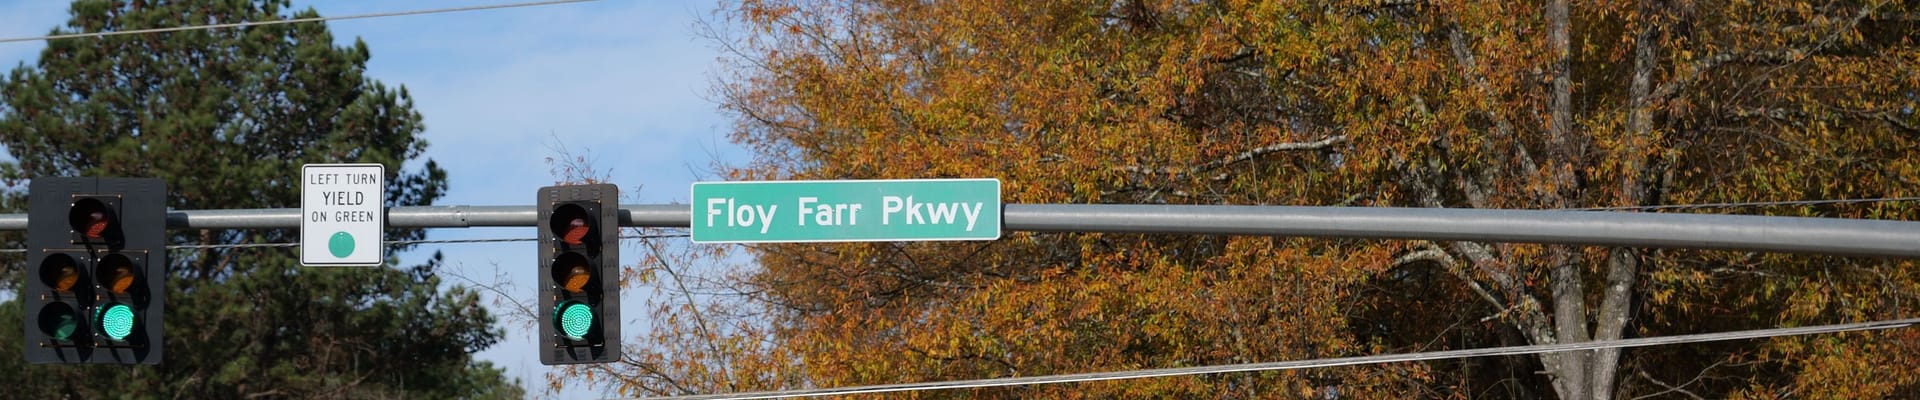 LEFT TURN
YIELD
ON GREEN
Floy Farr Pkwy